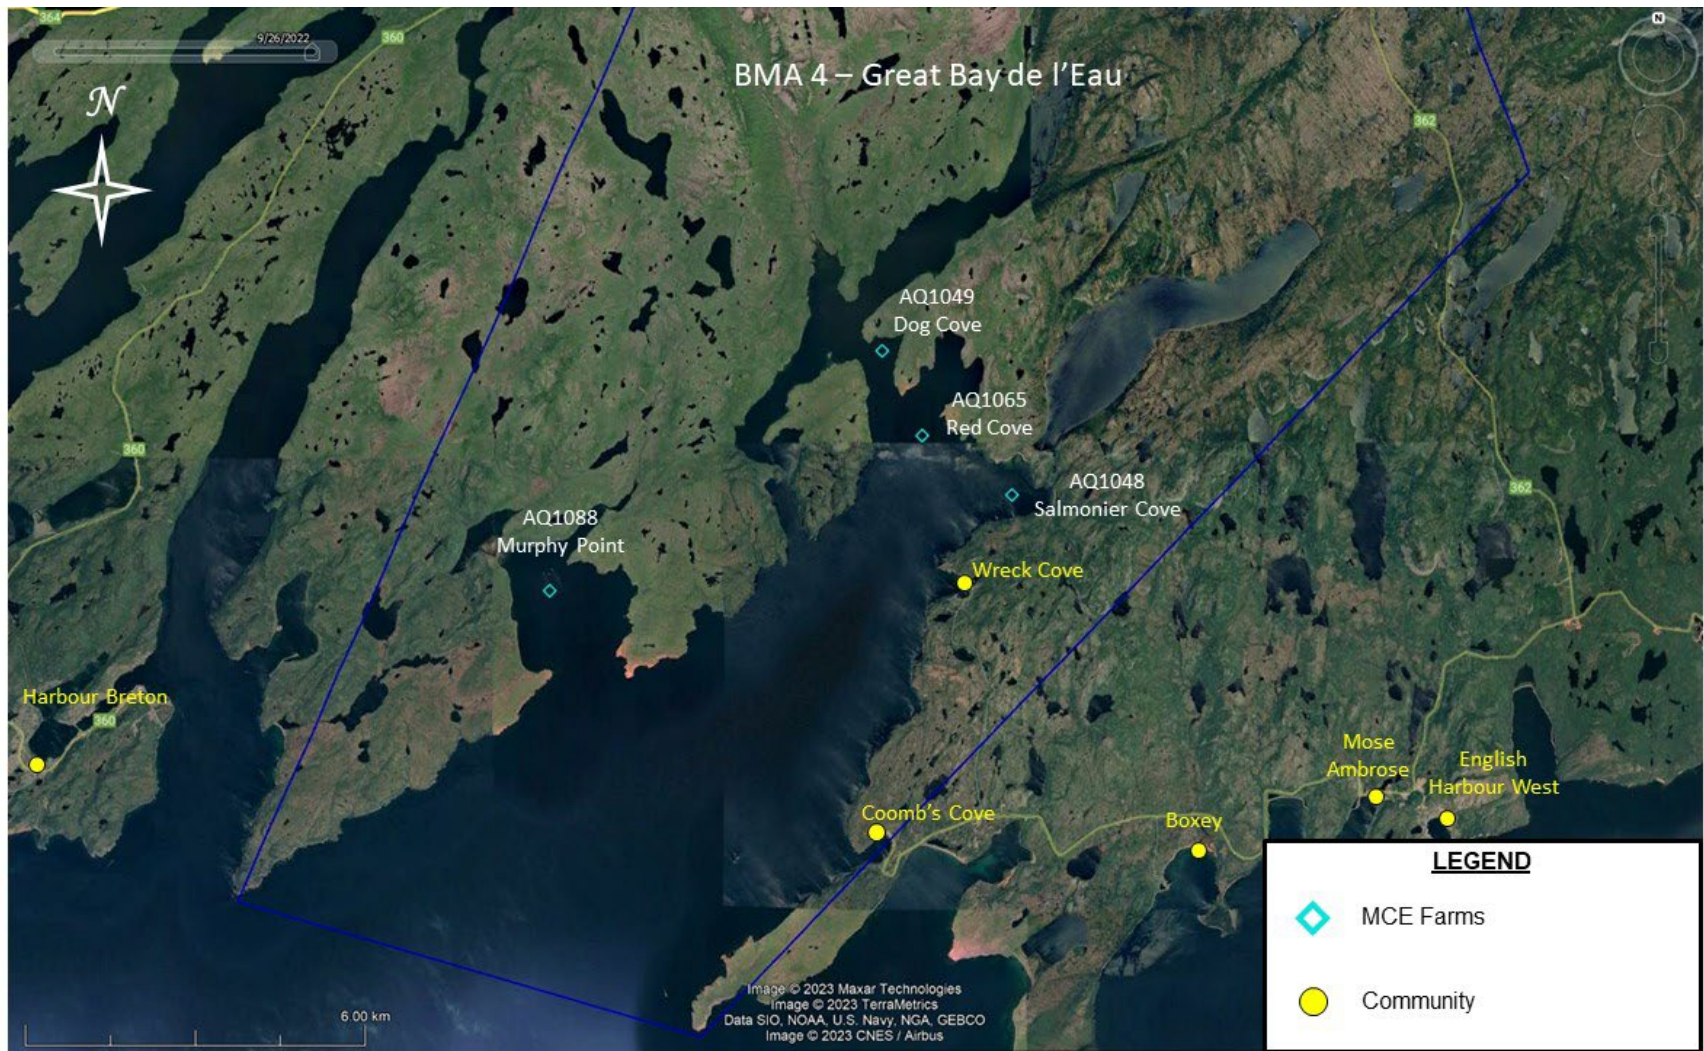 364
9/26/2022
360
N
N
BMA 4 – Great Bay de l'Eau
362
AQ1049
Dog Cove
AQ1065
Red Cove
360
AQ1048
Salmonier Cove
362
AQ1088
Murphy Point
Wreck Cove
Harbour Breton
360
Mose
Ambrose
English
Harbour West
Coomb's Cove
Boxey
LEGEND
MCE Farms
Community
Image © 2023 Maxar Technologies
Image © 2023 TerraMetrics
Data SIO, NOAA, U.S. Navy, NGA, GEBCO
Image © 2023 CNES / Airbus
6.00 km